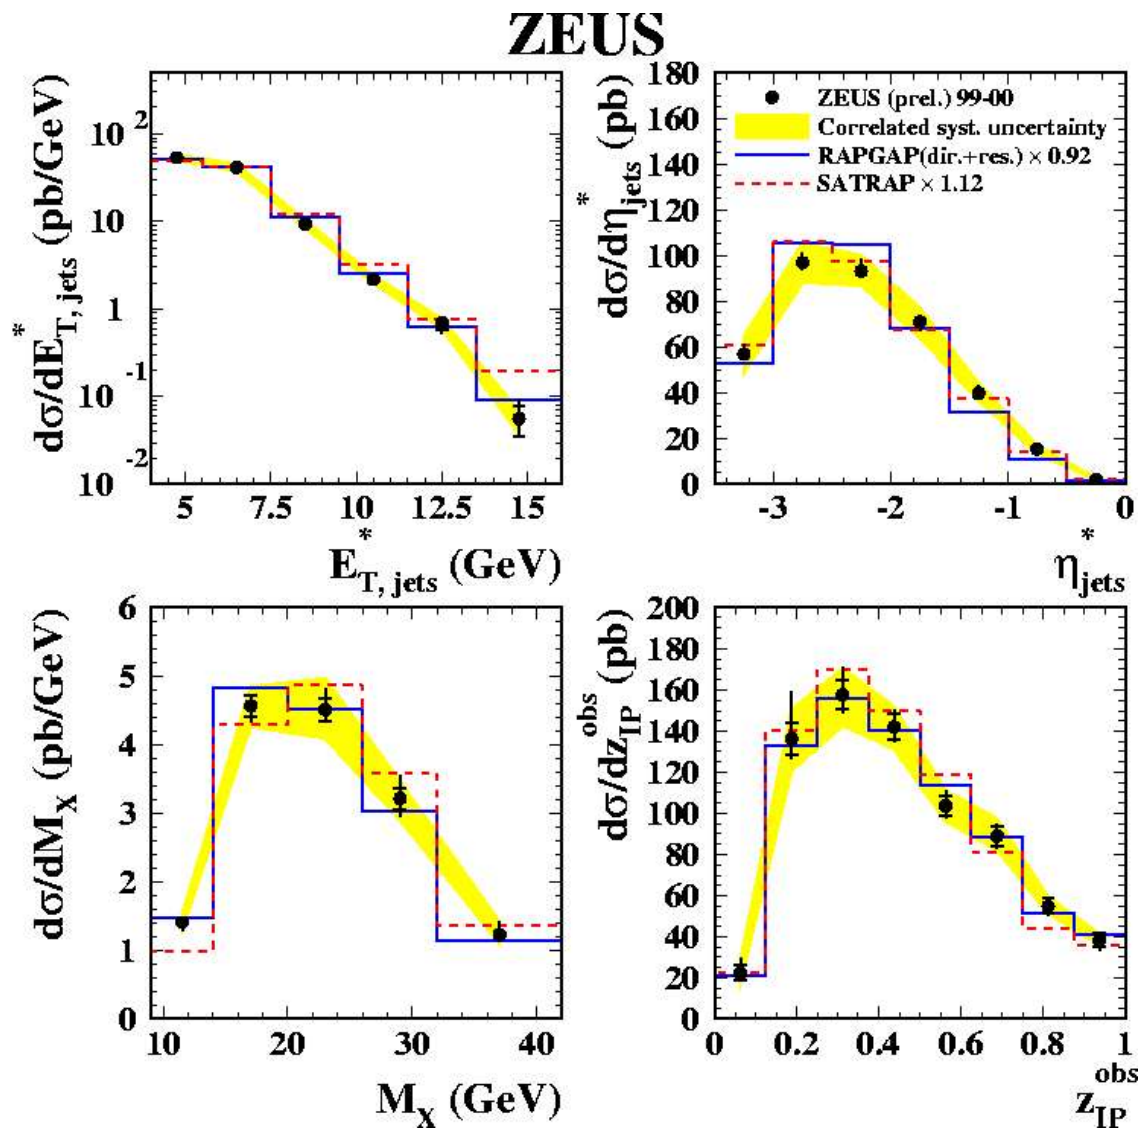 ZEUS
dσ/dE*T, jets (pb/GeV)
10 2
10
1
10 -1
10 -2
5 7.5 10 12.5 15
E*T, jets (GeV)
dσ/dη*jets (pb)
180
160
140
120
100
80
60
40
20
0
-3 -2 -1 0
η*jets
ZEUS (prel.) 99-00
Correlated syst. uncertainty
RAPGAP(dir.+res.) × 0.92
SATRAP × 1.12
dσ/dMX (pb/GeV)
6
5
4
3
2
1
0
10 20 30 40
MX (GeV)
dσ/dzIPobs (pb)
200
180
160
140
120
100
80
60
40
20
0
0 0.2 0.4 0.6 0.8 1
zIPobs